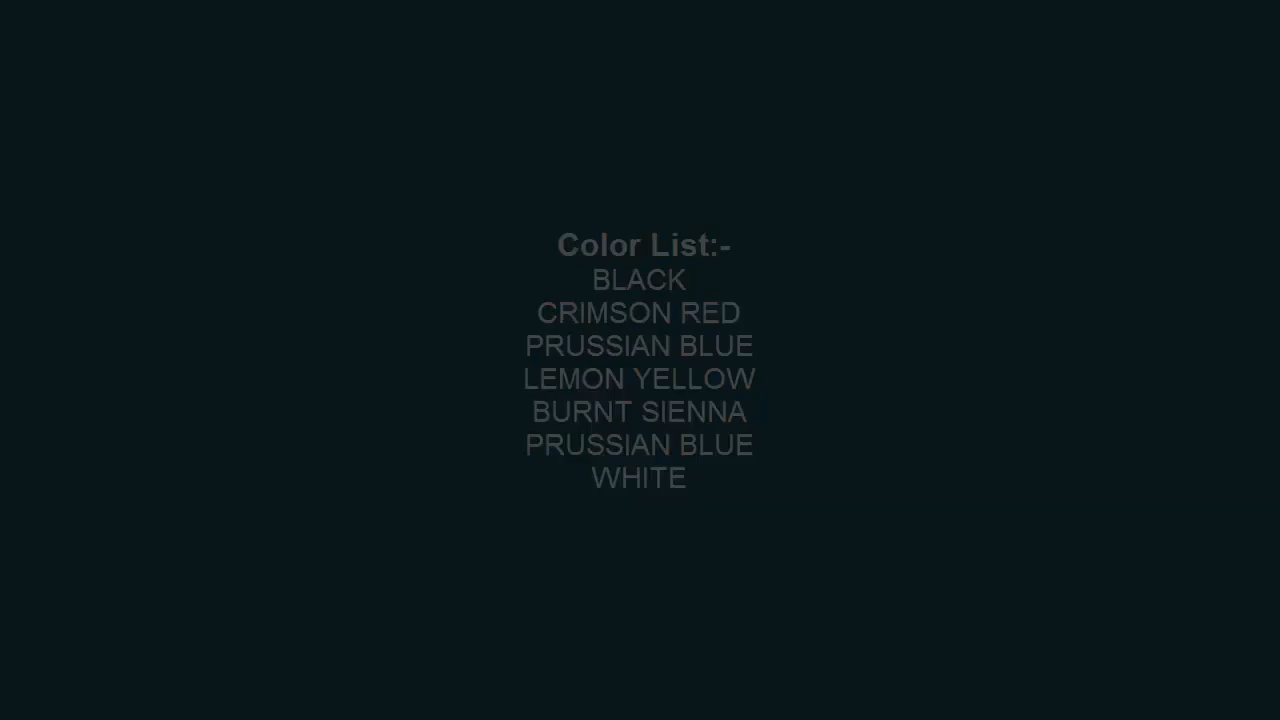 Color List:-
BLACK
CRIMSON RED
PRUSSIAN BLUE
LEMON YELLOW
BURNT SIENNA
PRUSSIAN BLUE
WHITE